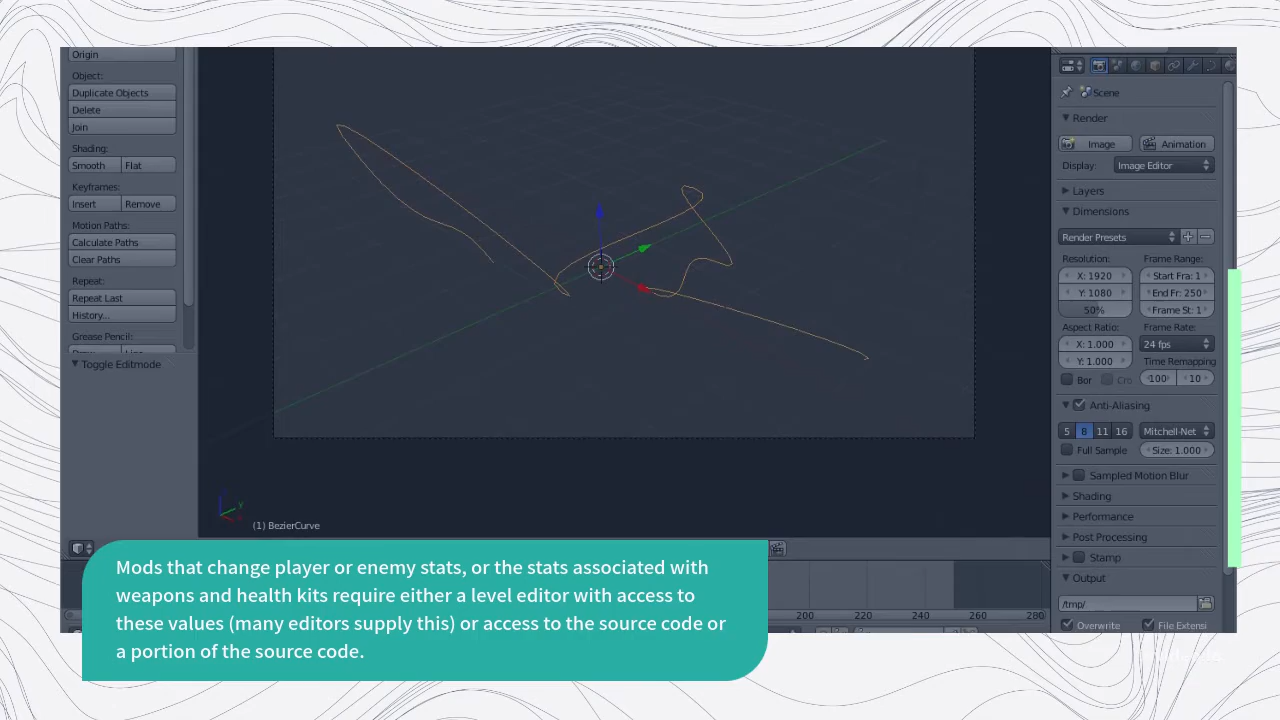 Origin
Object:
Duplicate Objects
Delete
Join
Shading:
Smooth Flat
Keyframes:
Insert Remove
Motion Paths:
Calculate Paths
Clear Paths
Repeat:
Repeat Last
History...
Grease Pencil:
Toggle Editmode
(1) BezierCurve
Scene
Render
Image Animation
Display: Image Editor
Layers
Dimensions
Render Presets
Resolution: Frame Range:
X: 1920 Start Fra: 1
Y: 1080 End Fr: 250
50% Frame St: 1
Aspect Ratio: Frame Rate:
X: 1.000 24 fps
Y: 1.000 Time Remapping
Bor Cro 100 10
Anti-Aliasing
5 8 11 16 Mitchell-Net
Full Sample Size: 1.000
Sampled Motion Blur
Shading
Performance
Post Processing
Stamp
Output
/tmp/
Overwrite File Extensi
200 220 240 260 280
Mods that change player or enemy stats, or the stats associated with
weapons and health kits require either a level editor with access to
these values (many editors supply this) or access to the source code or
a portion of the source code.